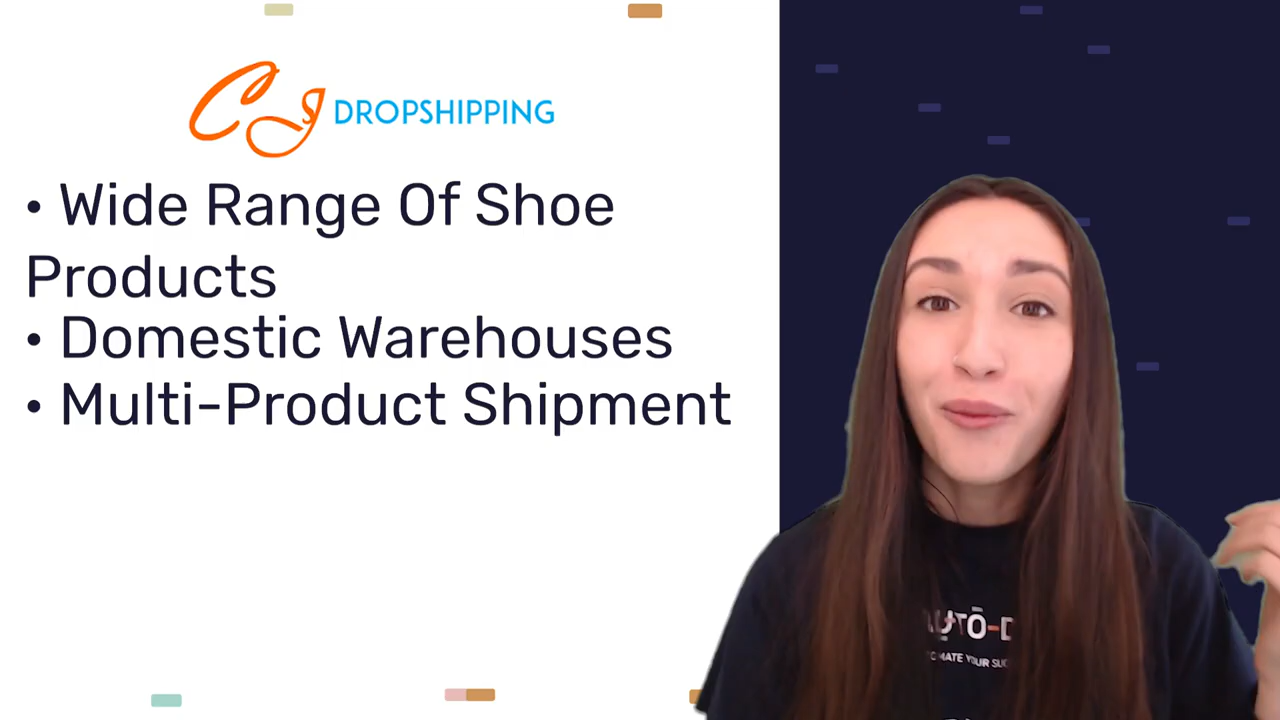 CJ DROPSHIPPING
• Wide Range Of Shoe
Products
• Domestic Warehouses
• Multi-Product Shipment